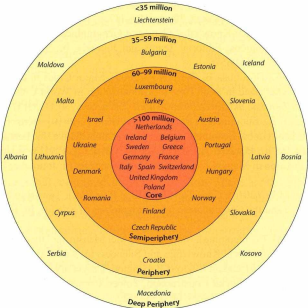 <35 million
Liechtenstein
35–59 million
Bulgaria
Moldova
Estonia
Iceland
60–99 million
Luxembourg
Malta
Turkey
Slovenia
Israel
>100 million
Austria
Netherlands
Ireland Belgium
Ukraine
Sweden Greece
Portugal
Albania
Lithuania
Germany France
Latvia
Bosnia
Denmark
Italy Spain Switzerland
Hungary
United Kingdom
Poland
Romania
Core
Norway
Cyrpus
Finland
Slovakia
Czech Republic
Semiperiphery
Serbia
Croatia
Kosovo
Periphery
Macedonia
Deep Periphery